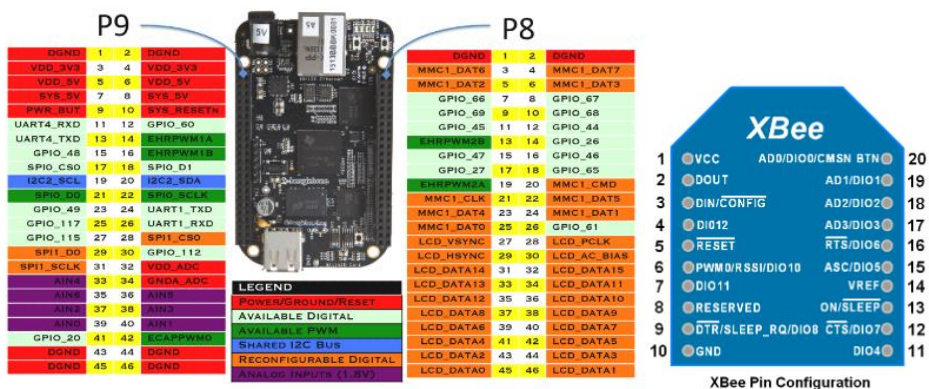 P9
P8
DGND 1 2 DGND
VDD_3V3 3 4 VDD_3V3
VDD_5V 5 6 VDD_5V
SYS_5V 7 8 SYS_5V
PWR_BUT 9 10 SYS_RESETN
UART4_RXD 11 12 GPIO_60
UART4_TXD 13 14 EHRPWM1A
GPIO_48 15 16 EHRPWM1B
SPI0_CS0 17 18 SPI0_D1
I2C2_SCL 19 20 I2C2_SDA
SPI0_D0 21 22 SPI0_SCLK
GPIO_49 23 24 UART1_TXD
GPIO_117 25 26 UART1_RXD
GPIO_115 27 28 SPI1_CS0
SPI1_D0 29 30 GPIO_112
SPI1_SCLK 31 32 VDD_ADC
AIN4 33 34 GNDA_ADC
AIN6 35 36 AIN5
AIN2 37 38 AIN3
AIN0 39 40 AIN1
GPIO_20 41 42 ECAPPWM0
DGND 43 44 DGND
DGND 45 46 DGND
LEGEND
POWER/GROUND/RESET
AVAILABLE DIGITAL
AVAILABLE PWM
SHARED I2C BUS
RECONFIGURABLE DIGITAL
ANALOG INPUTS (1.8V)
DGND 1 2 DGND
MMC1_DAT6 3 4 MMC1_DAT7
MMC1_DAT2 5 6 MMC1_DAT3
GPIO_66 7 8 GPIO_67
GPIO_69 9 10 GPIO_68
GPIO_45 11 12 GPIO_44
EHRPWM2B 13 14 GPIO_26
GPIO_47 15 16 GPIO_46
GPIO_27 17 18 GPIO_65
EHRPWM2A 19 20 MMC1_CMD
MMC1_CLK 21 22 MMC1_DAT5
MMC1_DAT4 23 24 MMC1_DAT1
MMC1_DAT0 25 26 GPIO_61
LCD_VSYNC 27 28 LCD_PCLK
LCD_HSYNC 29 30 LCD_AC_BIAS
LCD_DATA14 31 32 LCD_DATA15
LCD_DATA13 33 34 LCD_DATA11
LCD_DATA12 35 36 LCD_DATA10
LCD_DATA8 37 38 LCD_DATA9
LCD_DATA6 39 40 LCD_DATA7
LCD_DATA4 41 42 LCD_DATA5
LCD_DATA2 43 44 LCD_DATA3
LCD_DATA0 45 46 LCD_DATA1
XBee
1 VCC AD0/DIO0/CMSN BTN 20
2 DOUT AD1/DIO1 19
3 DIN/CONFIG AD2/DIO2 18
4 DI012 AD3/DIO3 17
5 RESET RTS/DIO6 16
6 PWM0/RSSI/DIO10 ASC/DIO5 15
7 DIO11 VREF 14
8 RESERVED ON/SLEEP 13
9 DTR/SLEEP_RQ/DIO8 CTS/DIO7 12
10 GND DIO4 11
XBee Pin Configuration